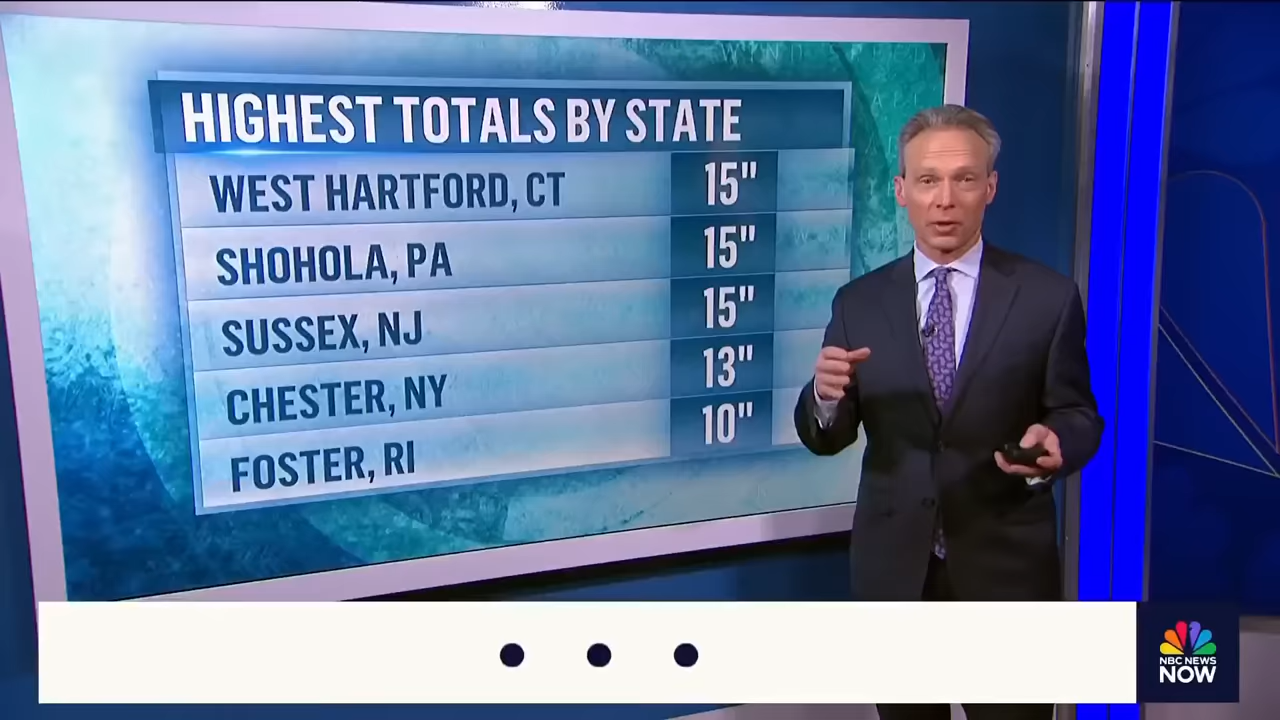 HIGHEST TOTALS BY STATE
WEST HARTFORD, CT 15"
SHOHOLA, PA 15"
SUSSEX, NJ 15"
CHESTER, NY 13"
FOSTER, RI 10"
NBC NEWS
NOW